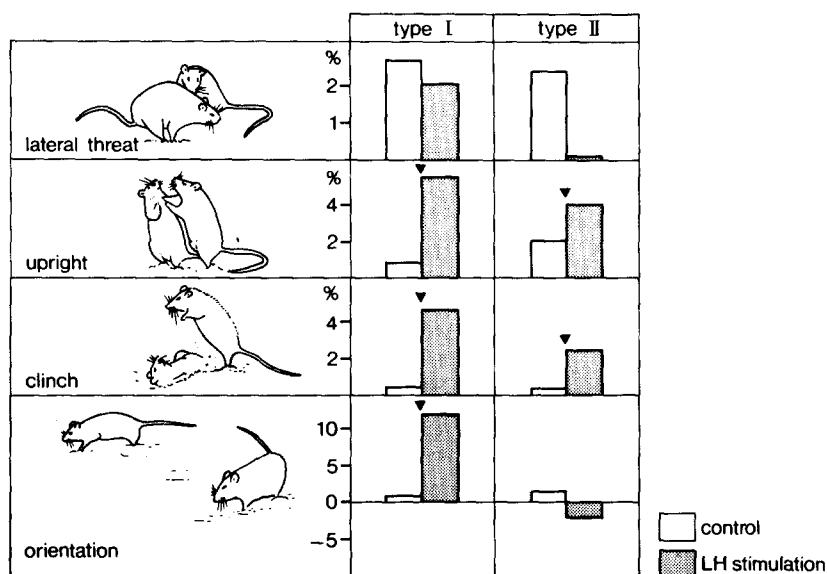 type I type II
%
2
1
lateral threat
%
4
2
upright
%
4
2
clinch
10
5
0
-5
orientation
control
LH stimulation